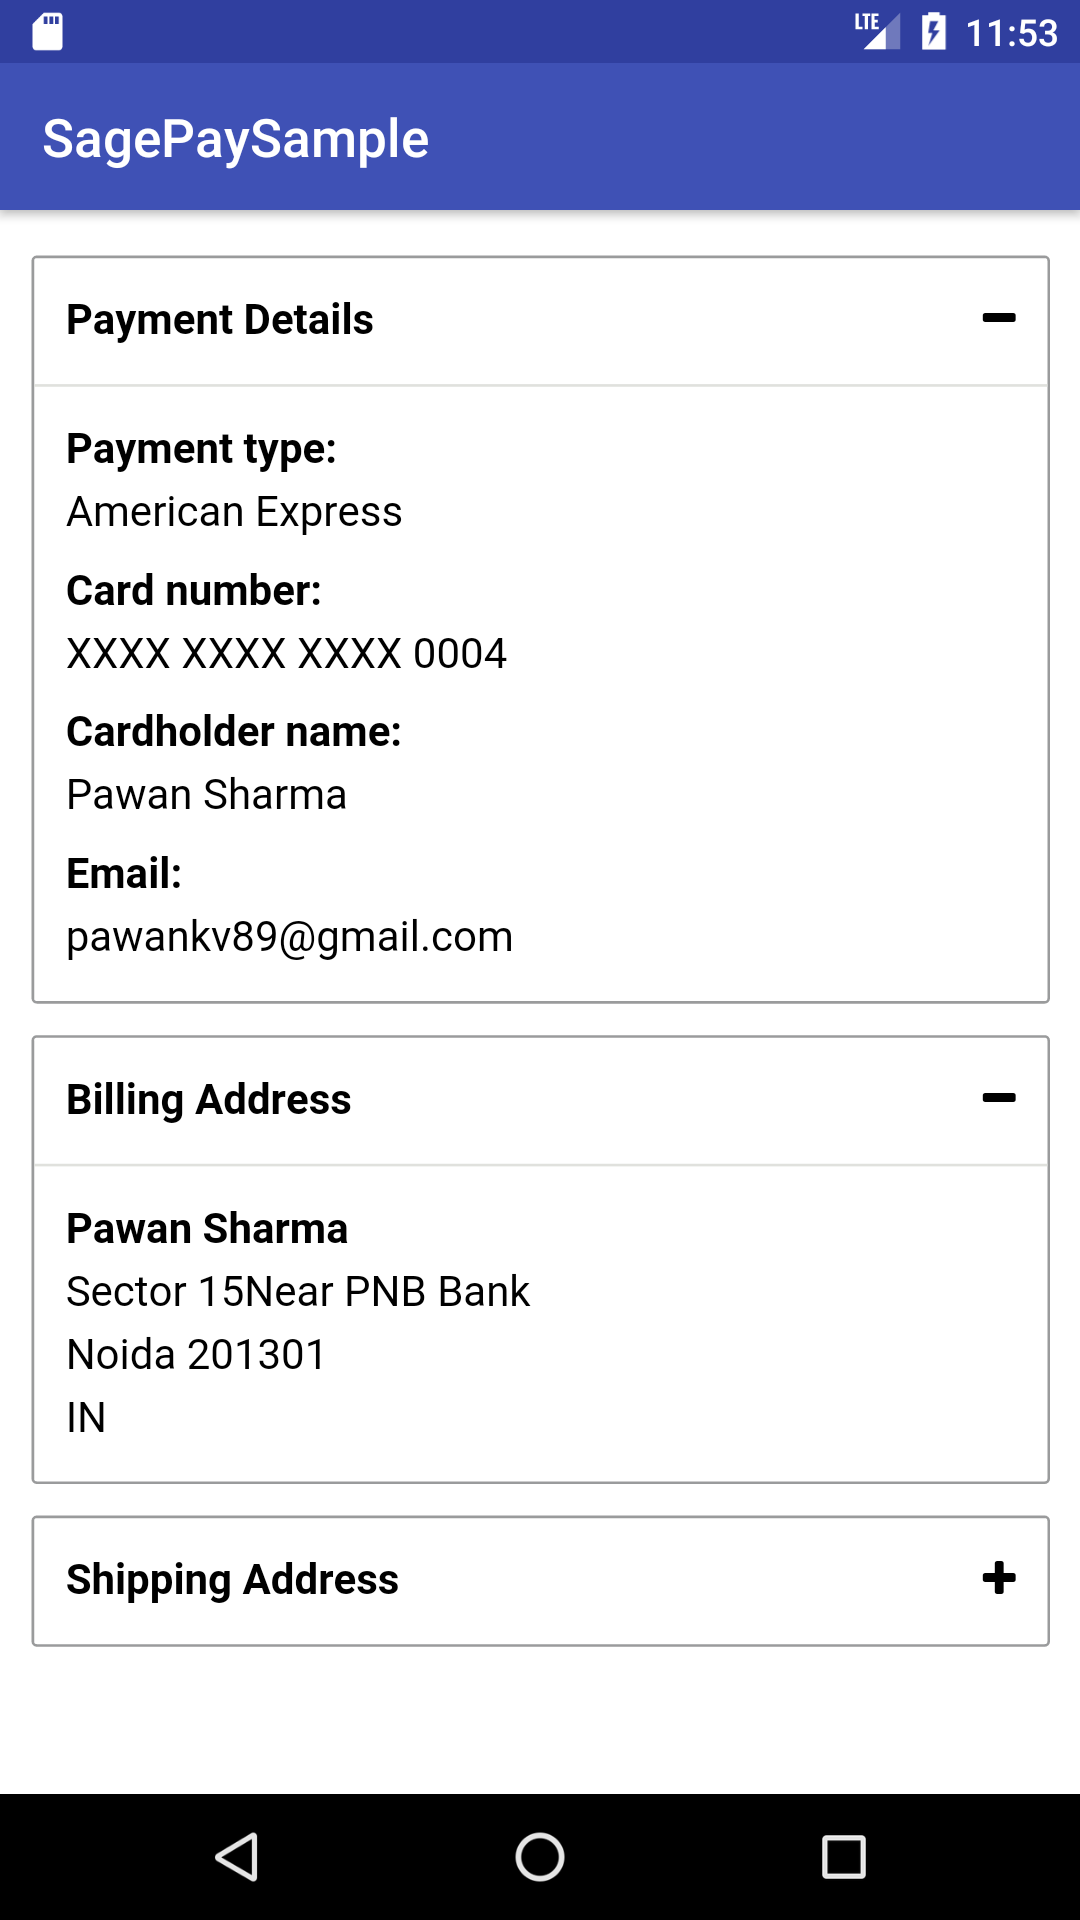 LTE 11:53
SagePaySample
Payment Details
Payment type:
American Express
Card number:
XXXX XXXX XXXX 0004
Cardholder name:
Pawan Sharma
Email:
pawankv89@gmail.com
Billing Address
Pawan Sharma
Sector 15Near PNB Bank
Noida 201301
IN
Shipping Address